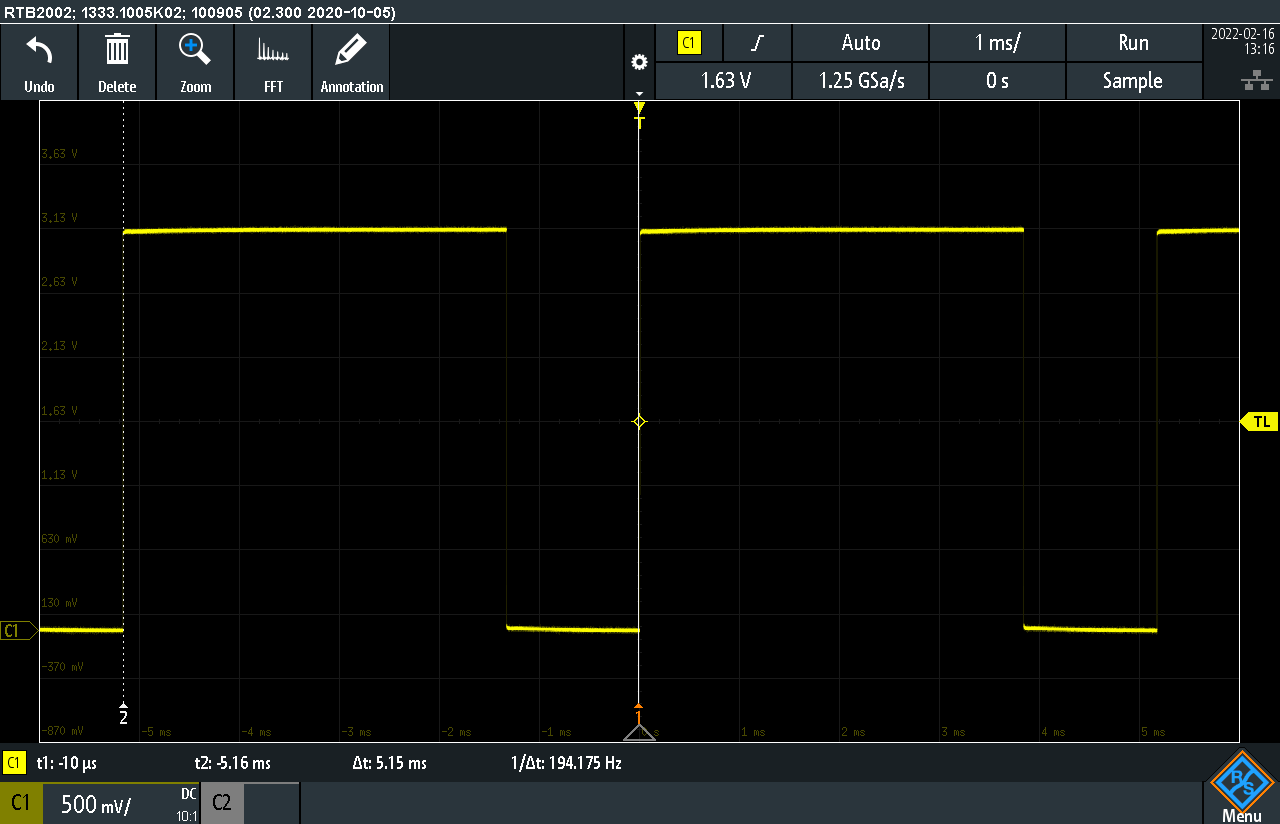 RTB2002; 1333.1005K02; 100905 (02.300 2020-10-05)
Undo Delete Zoom FFT Annotation
C1 Auto 1 ms/ Run
1.63 V 1.25 GSa/s 0 s Sample
2022-02-16
13:16
T
3,63 V
3,13 V
2,63 V
2,13 V
1,63 V
TL
1,13 V
630 mV
130 mV
C1
-370 mV
2 1
-870 mV -5 ms -4 ms -3 ms -2 ms -1 ms s 1 ms 2 ms 3 ms 4 ms 5 ms
C1 t1: -10 µs t2: -5.16 ms Δt: 5.15 ms 1/Δt: 194.175 Hz
C1 500 mV/ DC 10:1 C2
R S
Menu